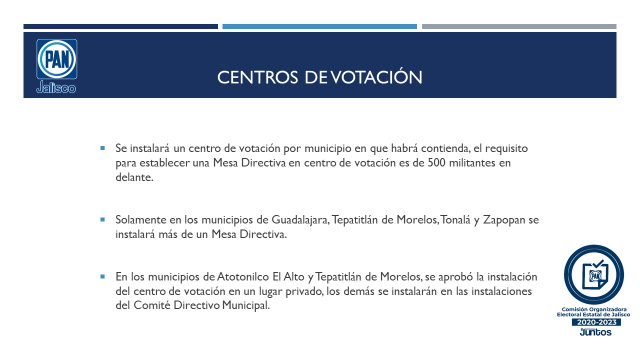 PAN
Jalisco
CENTROS DE VOTACIÓN
Se instalará un centro de votación por municipio en que habrá contienda, el requisito
para establecer una Mesa Directiva en centro de votación es de 500 militantes en
delante.
Solamente en los municipios de Guadalajara, Tepatitlán de Morelos, Tonalá y Zapopan se
instalará más de un Mesa Directiva.
En los municipios de Atotonilco El Alto y Tepatitlán de Morelos, se aprobó la instalación
del centro de votación en un lugar privado, los demás se instalarán en las instalaciones
del Comité Directivo Municipal.
PAN
Comisión Organizadora
Electoral Estatal de Jalisco
2020-2023
Juntos